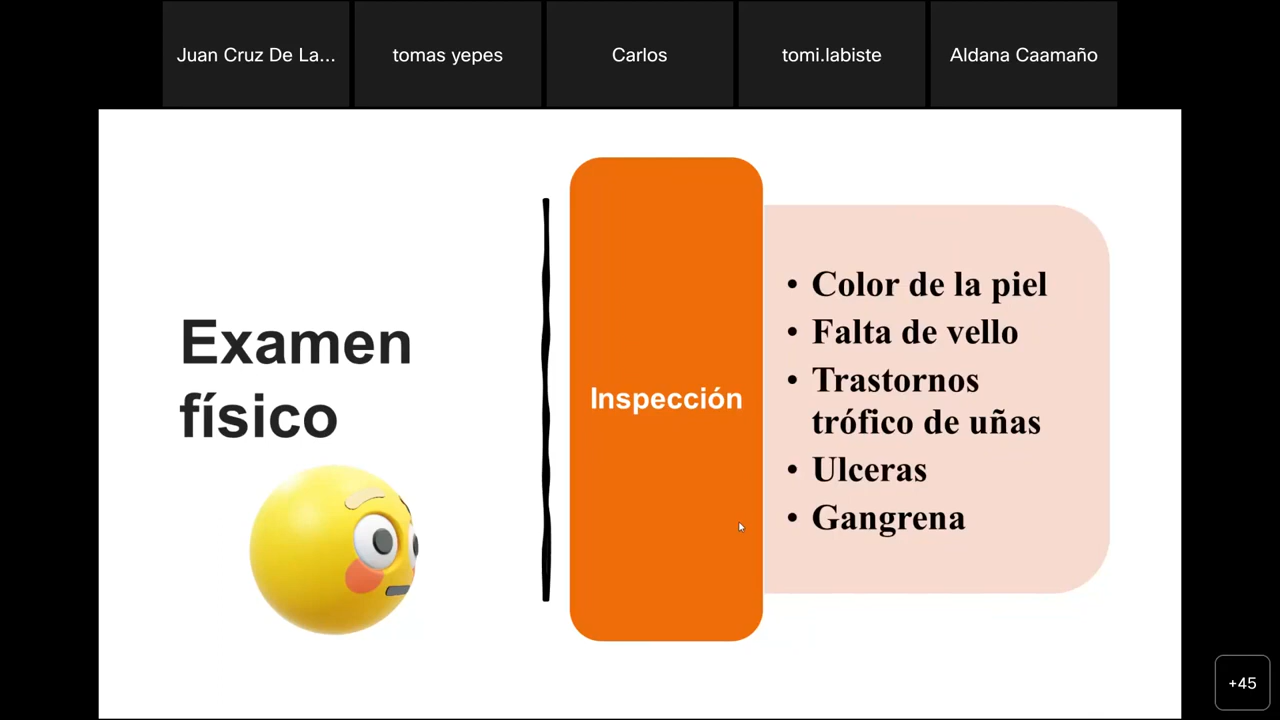 Juan Cruz De La...
tomas yepes
Carlos
tomi.labiste
Aldana Caamaño
Examen
físico
Inspección
• Color de la piel
• Falta de vello
• Trastornos
trófico de uñas
• Ulceras
• Gangrena
+45